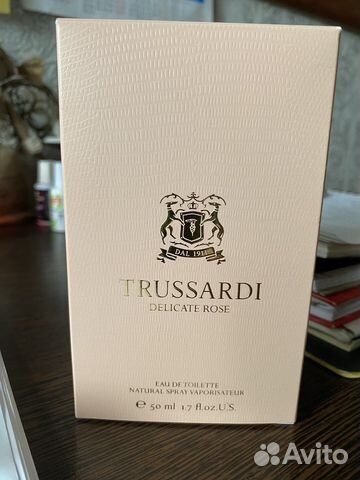 DAL 1911
TRUSSARDI
DELICATE ROSE
EAU DE TOILETTE
NATURAL SPRAY VAPORISATEUR
℮ 50 ml 1.7 fl.oz.U.S.
Avito